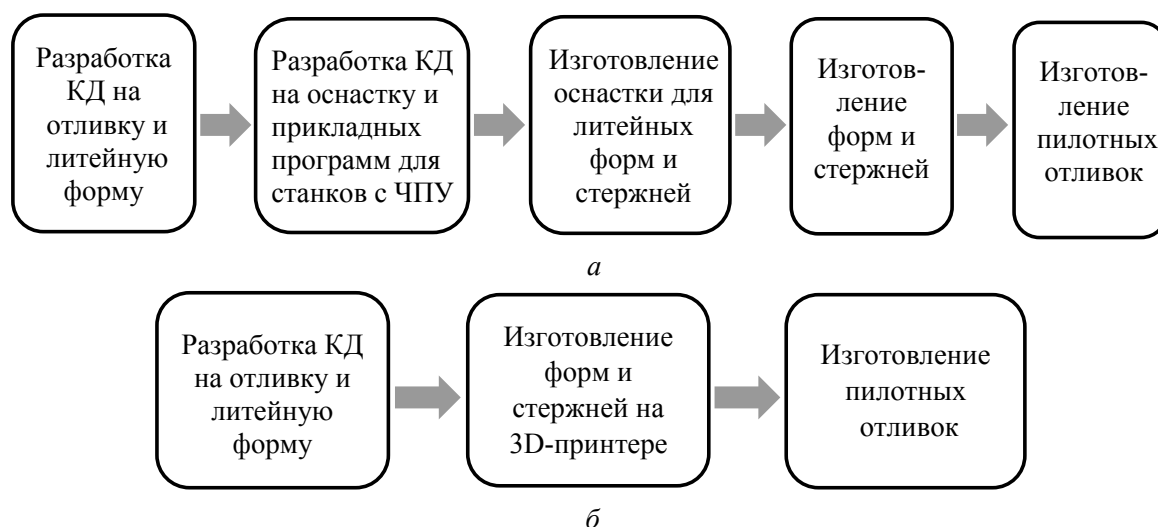 Разработка
КД на
отливку и
литейную
форму
Разработка КД
на оснастку и
прикладных
программ для
станков с ЧПУ
Изготовление
оснастки для
литейных
форм и
стержней
Изготов-
ление
форм и
стержней
Изготов-
ление
пилотных
отливок
а
Разработка КД
на отливку и
литейную
форму
Изготовление
форм и
стержней на
3D-принтере
Изготовление
пилотных
отливок
б